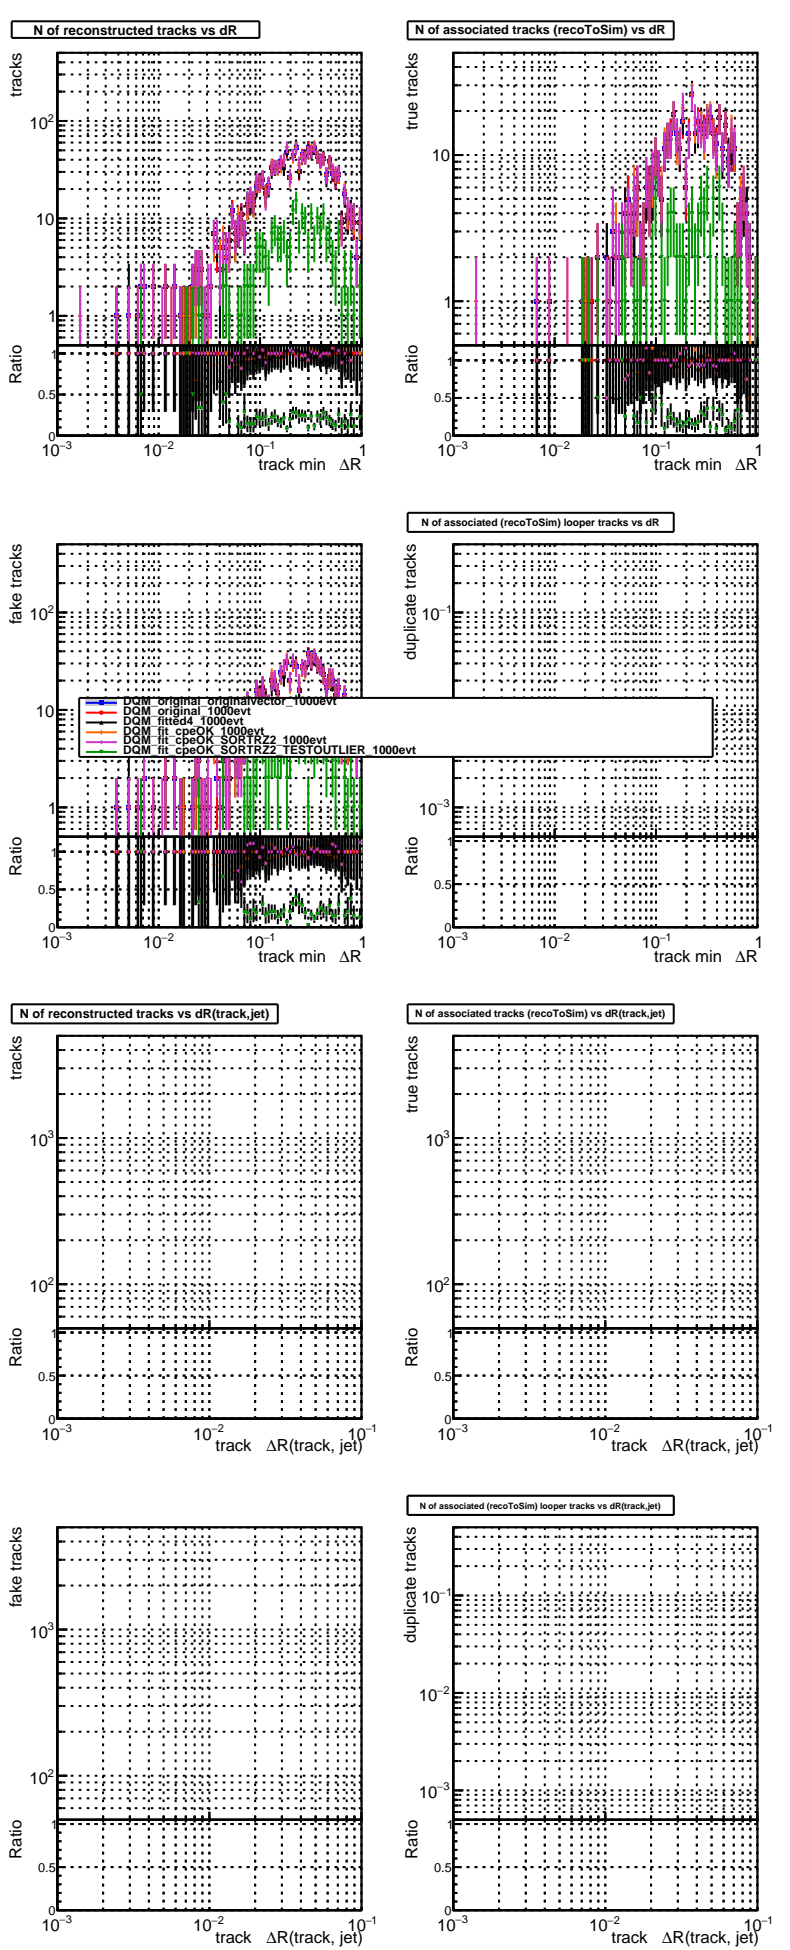 N of reconstructed tracks vs dR
tracks
10²
10
1
Ratio
1
0.5
0
10⁻³
10⁻²
10⁻¹
1
track min ΔR
N of associated tracks (recoToSim) vs dR
true tracks
10
1
Ratio
1
0.5
0
10⁻³
10⁻²
10⁻¹
1
track min ΔR
fake tracks
10²
10
1
Ratio
1
0.5
0
10⁻³
10⁻²
10⁻¹
1
track min ΔR
N of associated (recoToSim) looper tracks vs dR
duplicate tracks
10⁻¹
10⁻³
Ratio
1
0.5
0
10⁻³
10⁻²
10⁻¹
1
track min ΔR
DQM_original_originalvector_1000evt
DQM_original_1000evt
DQM_fitted4_1000evt
DQM_fit_cpeOK_1000evt
DQM_fit_cpeOK_SORTRZ2_1000evt
DQM_fit_cpeOK_SORTRZ2_TESTOUTLIER_1000evt
N of reconstructed tracks vs dR(track,jet)
tracks
10³
10²
Ratio
1
0.5
0
10⁻³
10⁻²
10⁻¹
track ΔR(track, jet)
N of associated tracks (recoToSim) vs dR(track,jet)
true tracks
10³
10²
Ratio
1
0.5
0
10⁻³
10⁻²
10⁻¹
track ΔR(track, jet)
fake tracks
10³
10²
Ratio
1
0.5
0
10⁻³
10⁻²
10⁻¹
track ΔR(track, jet)
N of associated (recoToSim) looper tracks vs dR(track,jet)
duplicate tracks
10⁻¹
10⁻²
10⁻³
Ratio
1
0.5
0
10⁻³
10⁻²
10⁻¹
track ΔR(track, jet)